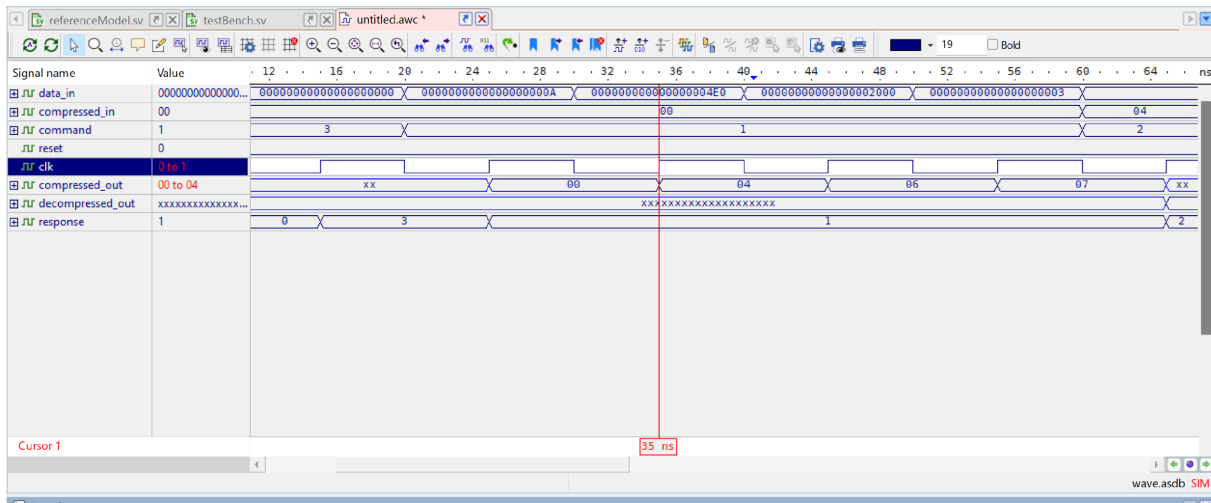 referenceModel.sv testBench.sv untitled.awc *
19 Bold
Signal name Value 12 16 20 24 28 32 36 40 44 48 52 56 60 64 ns
data_in 0000000000000... 00000000000000000000 0000000000000000000A 000000000000000004E0 00000000000000002000 00000000000000000003
compressed_in 00 00 04
command 1 3 1 2
reset 0
clk 0 to 1
compressed_out 00 to 04 xx 00 04 06 07 xx
decompressed_out xxxxxxxxxxxxx... xxxxxxxxxxxxxxxxxxxx
response 1 0 3 1 2
Cursor 1 35 ns
wave.asdb SIM